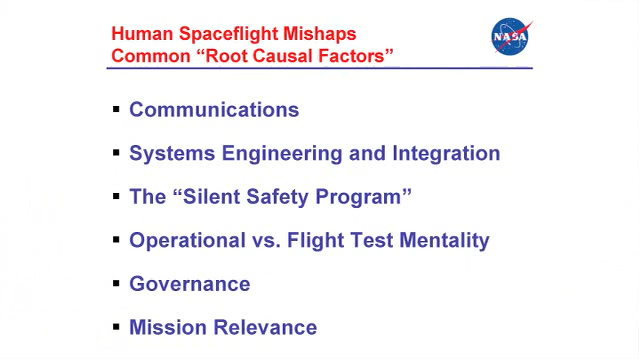 Human Spaceflight Mishaps
Common “Root Causal Factors”
NASA
▪ Communications
▪ Systems Engineering and Integration
▪ The “Silent Safety Program”
▪ Operational vs. Flight Test Mentality
▪ Governance
▪ Mission Relevance